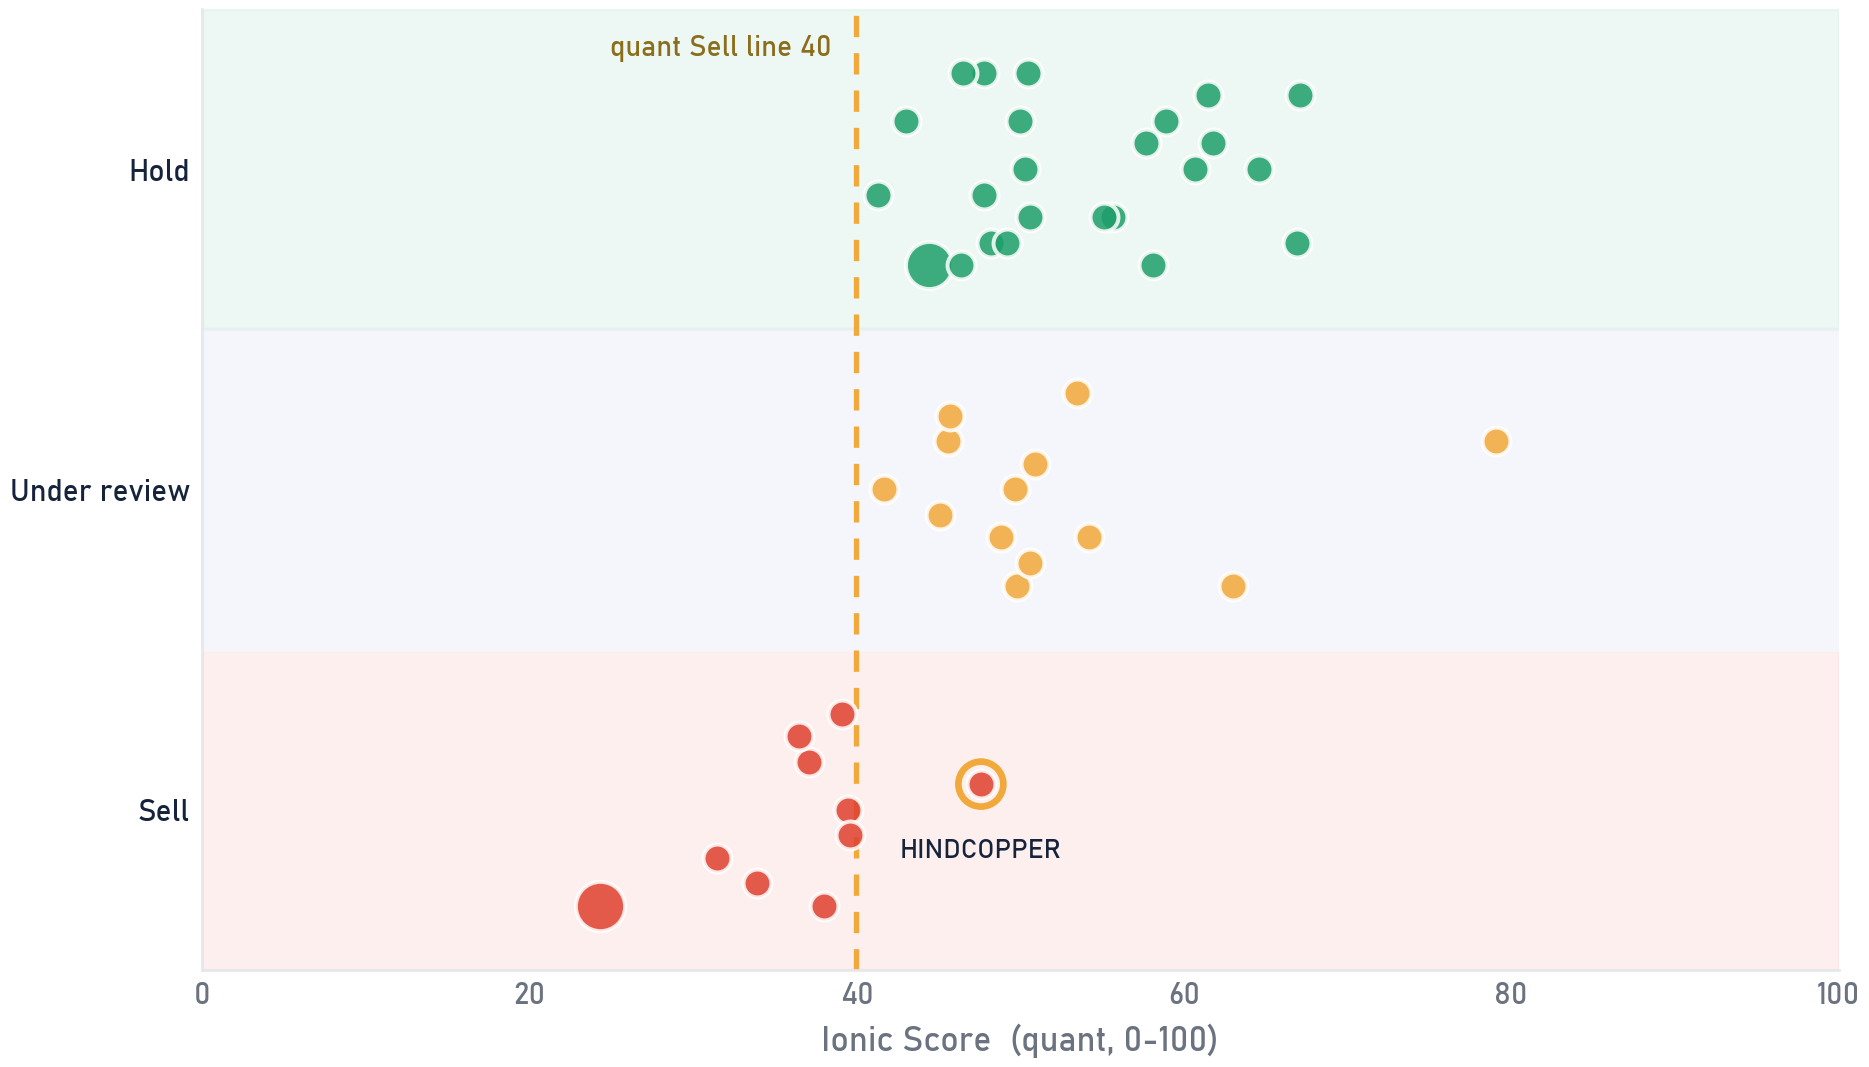 quant Sell line 40
Hold
Under review
Sell
HINDCOPPER
0 20 40 60 80 100
Ionic Score (quant, 0-100)